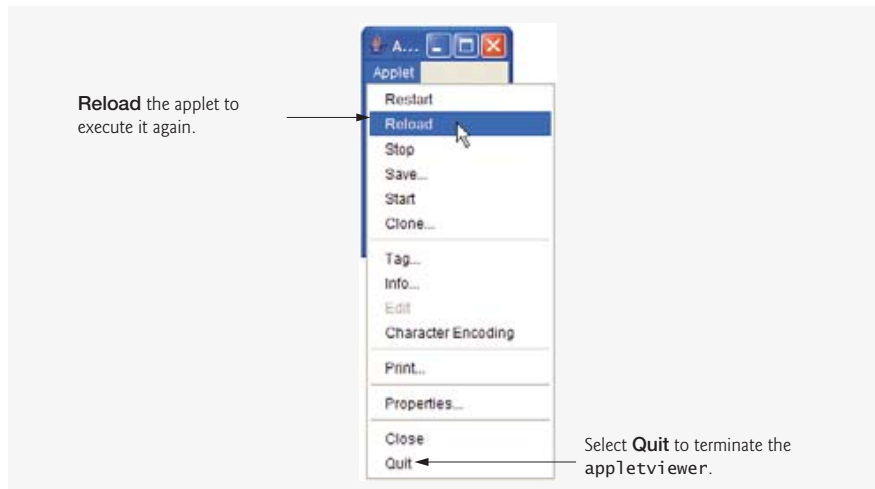 A...
Applet
Reload the applet to
execute it again.
Restart
Reload
Stop
Save...
Start
Clone...
Tag...
Info...
Edit
Character Encoding
Print...
Properties...
Close
Quit
Select Quit to terminate the
appletviewer.